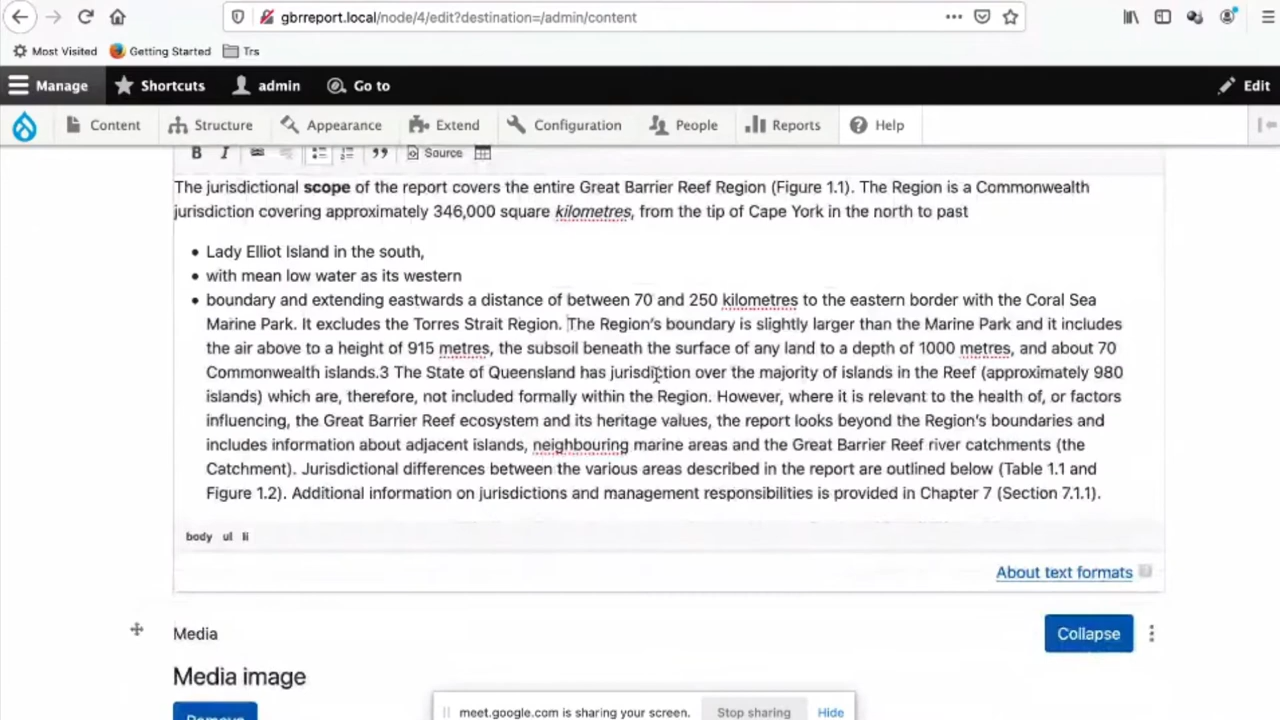 gbrreport.local/node/4/edit?destination=/admin/content
Most Visited Getting Started Trs
Manage Shortcuts admin Go to Edit
Content Structure Appearance Extend Configuration People Reports Help
B I Source
The jurisdictional scope of the report covers the entire Great Barrier Reef Region (Figure 1.1). The Region is a Commonwealth
jurisdiction covering approximately 346,000 square kilometres, from the tip of Cape York in the north to past
• Lady Elliot Island in the south,
• with mean low water as its western
• boundary and extending eastwards a distance of between 70 and 250 kilometres to the eastern border with the Coral Sea
Marine Park. It excludes the Torres Strait Region. The Region's boundary is slightly larger than the Marine Park and it includes
the air above to a height of 915 metres, the subsoil beneath the surface of any land to a depth of 1000 metres, and about 70
Commonwealth islands.3 The State of Queensland has jurisdiction over the majority of islands in the Reef (approximately 980
islands) which are, therefore, not included formally within the Region. However, where it is relevant to the health of, or factors
influencing, the Great Barrier Reef ecosystem and its heritage values, the report looks beyond the Region's boundaries and
includes information about adjacent islands, neighbouring marine areas and the Great Barrier Reef river catchments (the
Catchment). Jurisdictional differences between the various areas described in the report are outlined below (Table 1.1 and
Figure 1.2). Additional information on jurisdictions and management responsibilities is provided in Chapter 7 (Section 7.1.1).
body ul li
About text formats
Media Collapse
Media image
Remove
meet.google.com is sharing your screen. Stop sharing Hide